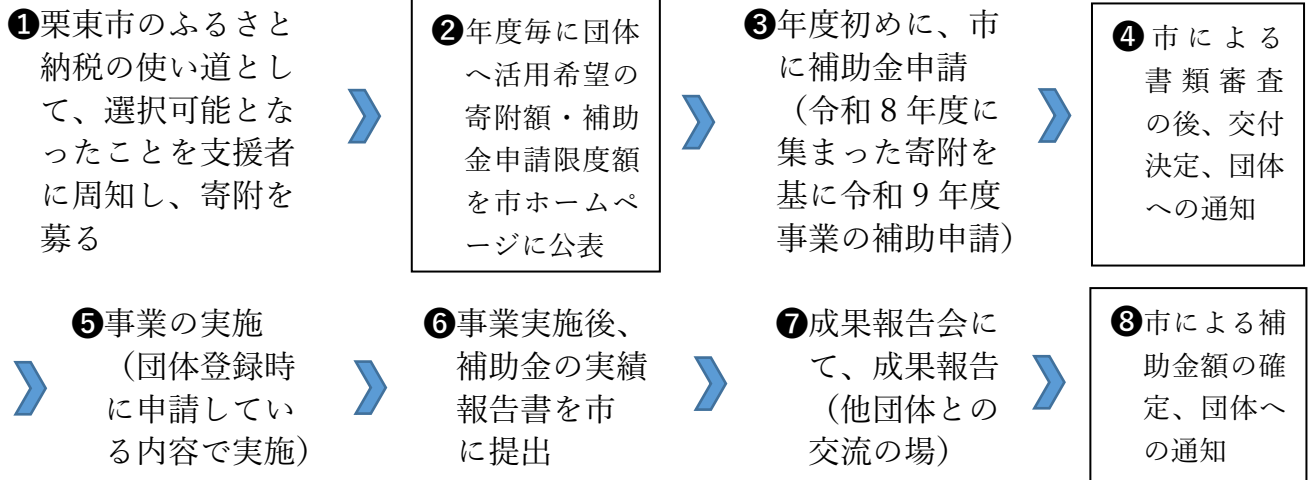 ❶栗東市のふるさと
納税の使い道とし
て、選択可能とな
ったことを支援者
に周知し、寄附を
募る
❷年度毎に団体
へ活用希望の
寄附額・補助
金申請限度額
を市ホームペ
ージに公表
❸年度初めに、市
に補助金申請
（令和８年度に
集まった寄附を
基に令和９年度
事業の補助申請）
❹市による
書類審査
の後、交付
決定、団体
への通知
❺事業の実施
（団体登録時
に申請してい
る内容で実施）
❻事業実施後、
補助金の実績
報告書を市
に提出
❼成果報告会に
て、成果報告
（他団体との
交流の場）
❽市による補
助金額の確
定、団体へ
の通知